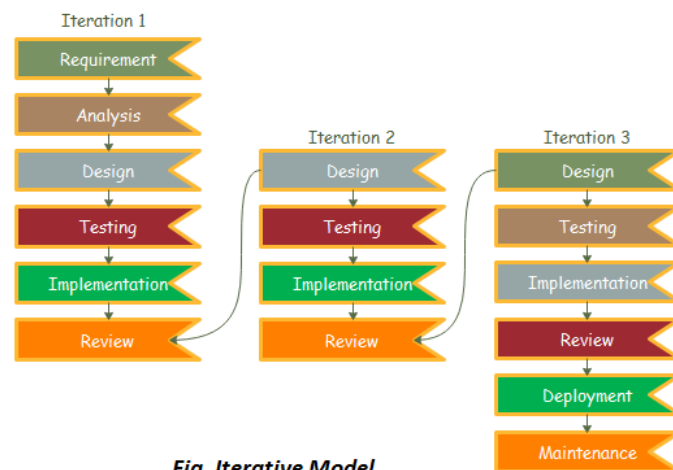 Iteration 1
Requirement
Analysis
Design
Testing
Implementation
Review
Iteration 2
Design
Testing
Implementation
Review
Iteration 3
Design
Testing
Implementation
Review
Deployment
Maintenance
Fig. Iterative Model